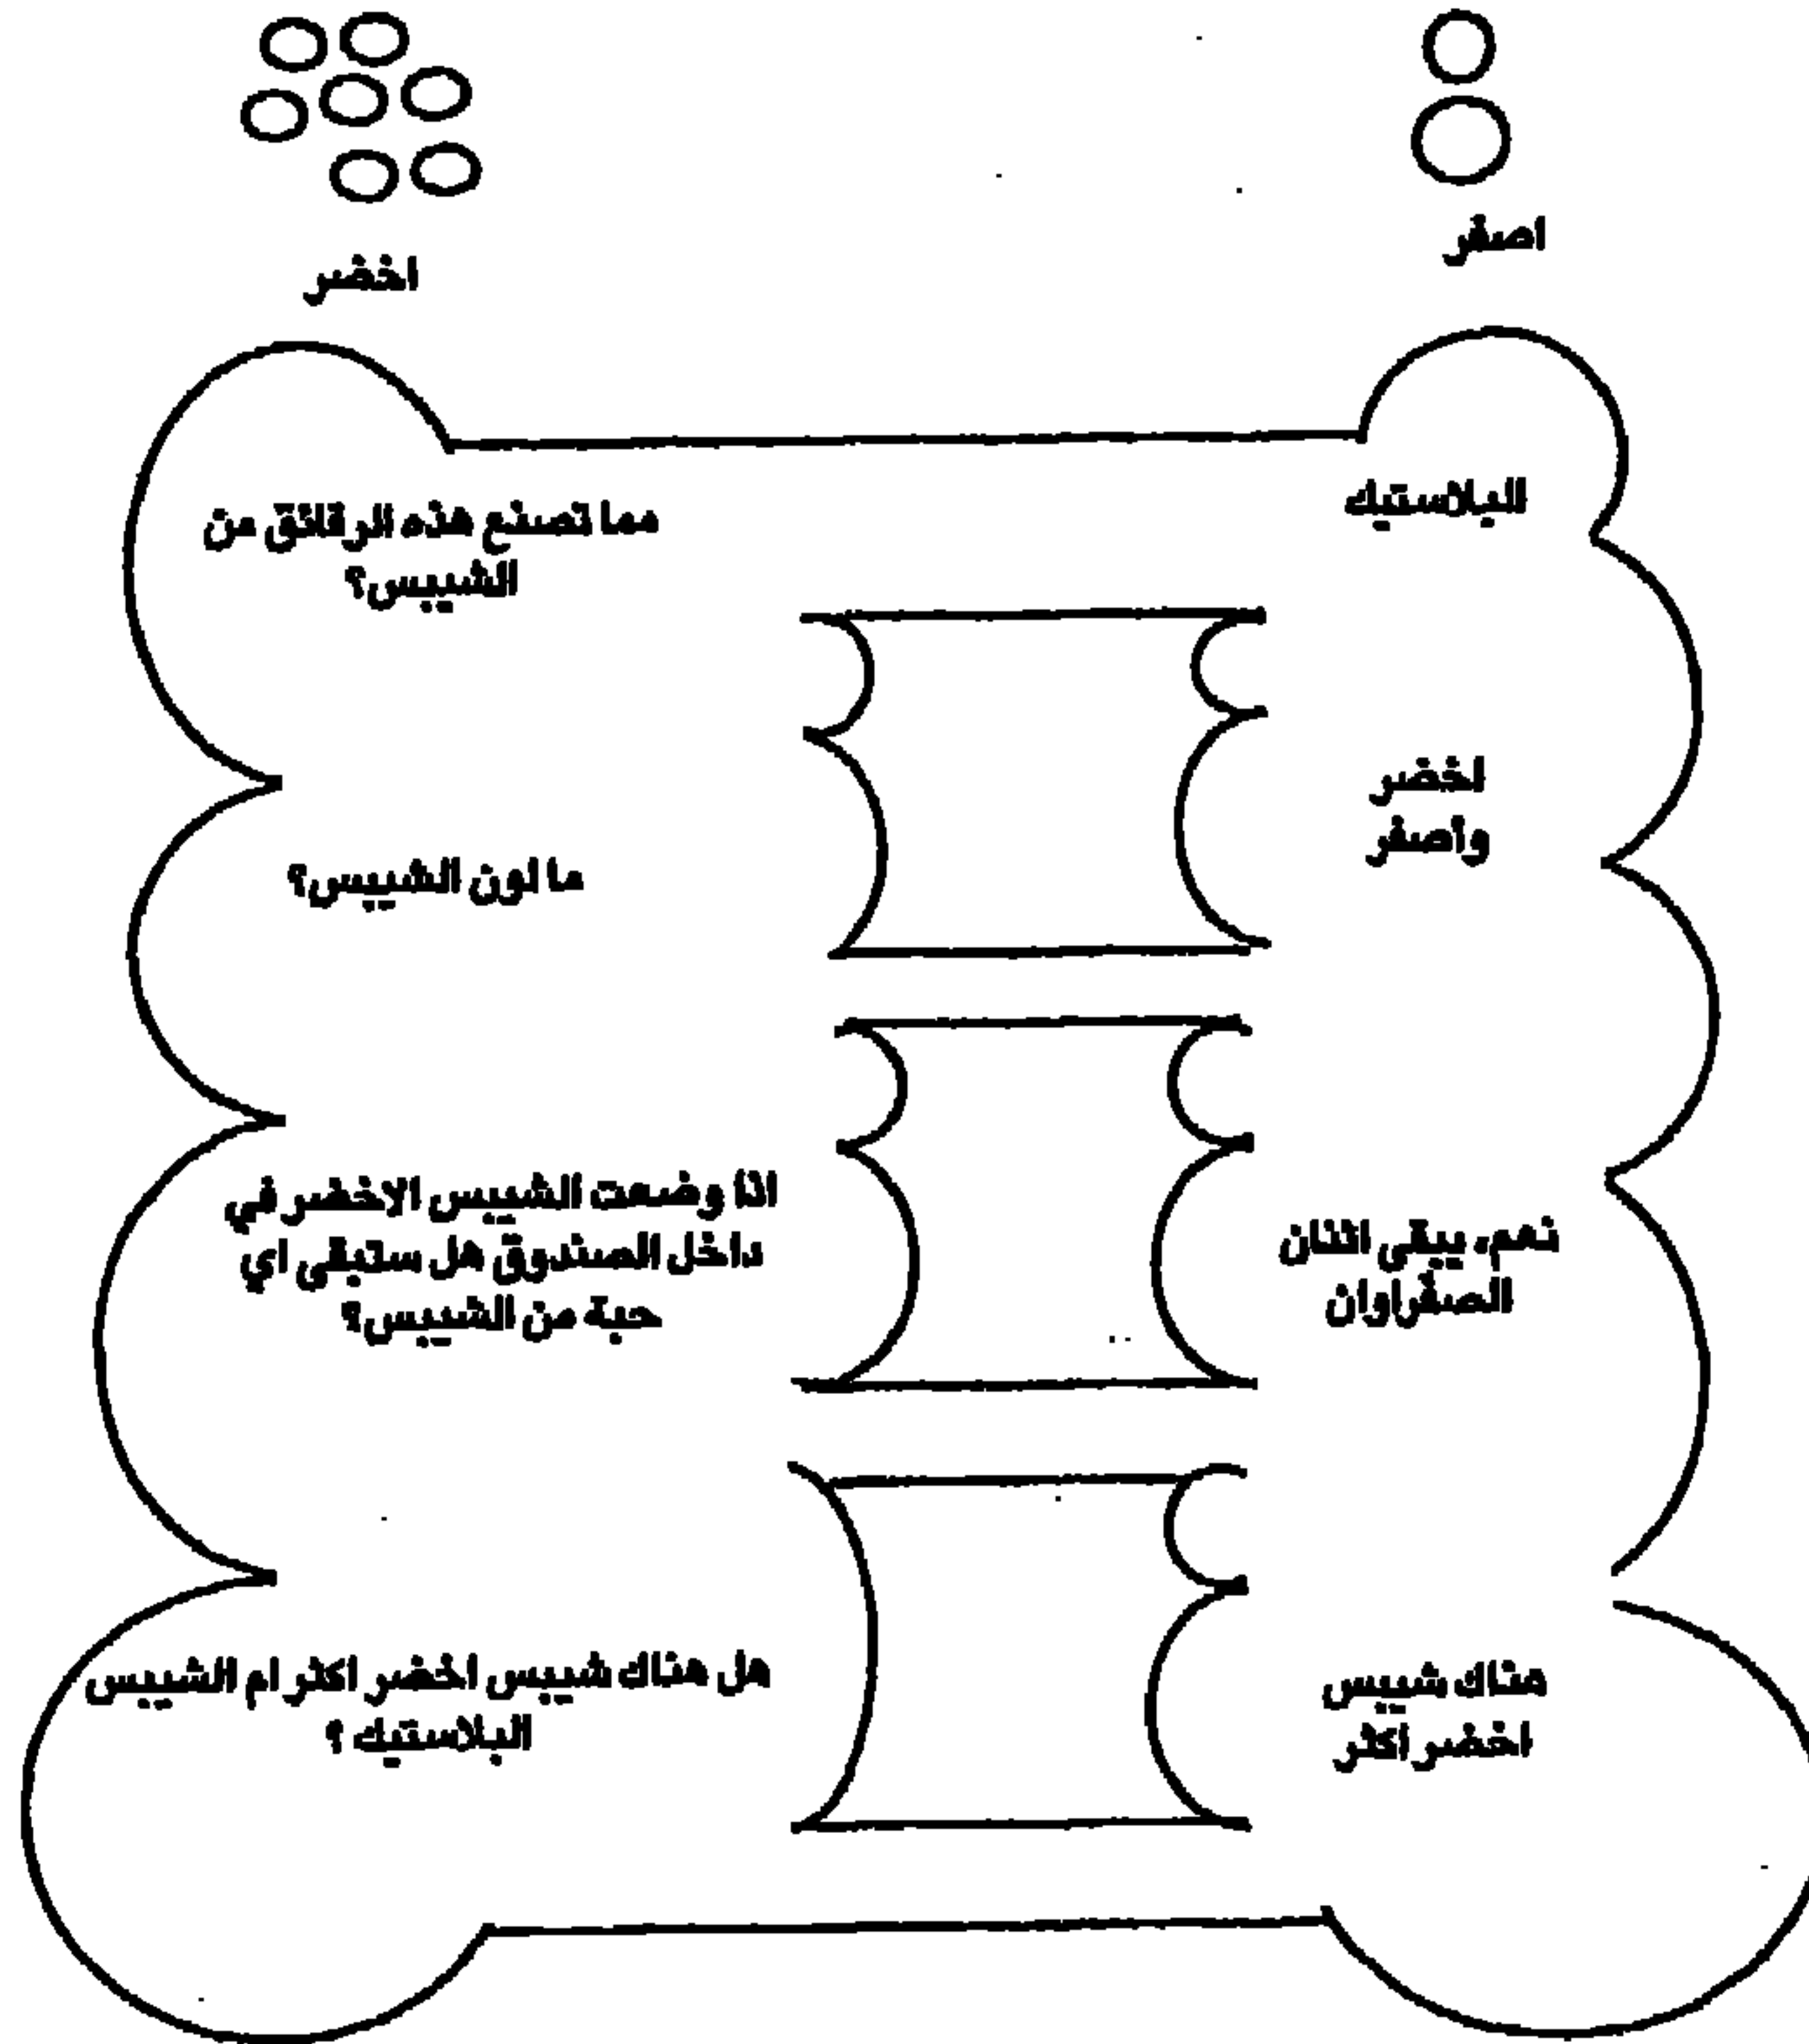 اصفر
اخضر
مما تصنع هذه الرقائق من
الشيبس؟
البلاستيك
ما لون الشيبس؟
اخضر
وأصفر
اذا وضعت الشيبس الاخضر في
داخل الصندوق هل ستبقى اي
حبة من الشيبس؟
نعم، يبقى اثنان
الصفراوان
هل هناك شيبس اخضر اكثر ام الشيبس
البلاستيك ؟
هناك شيبس
اخضر اكثر